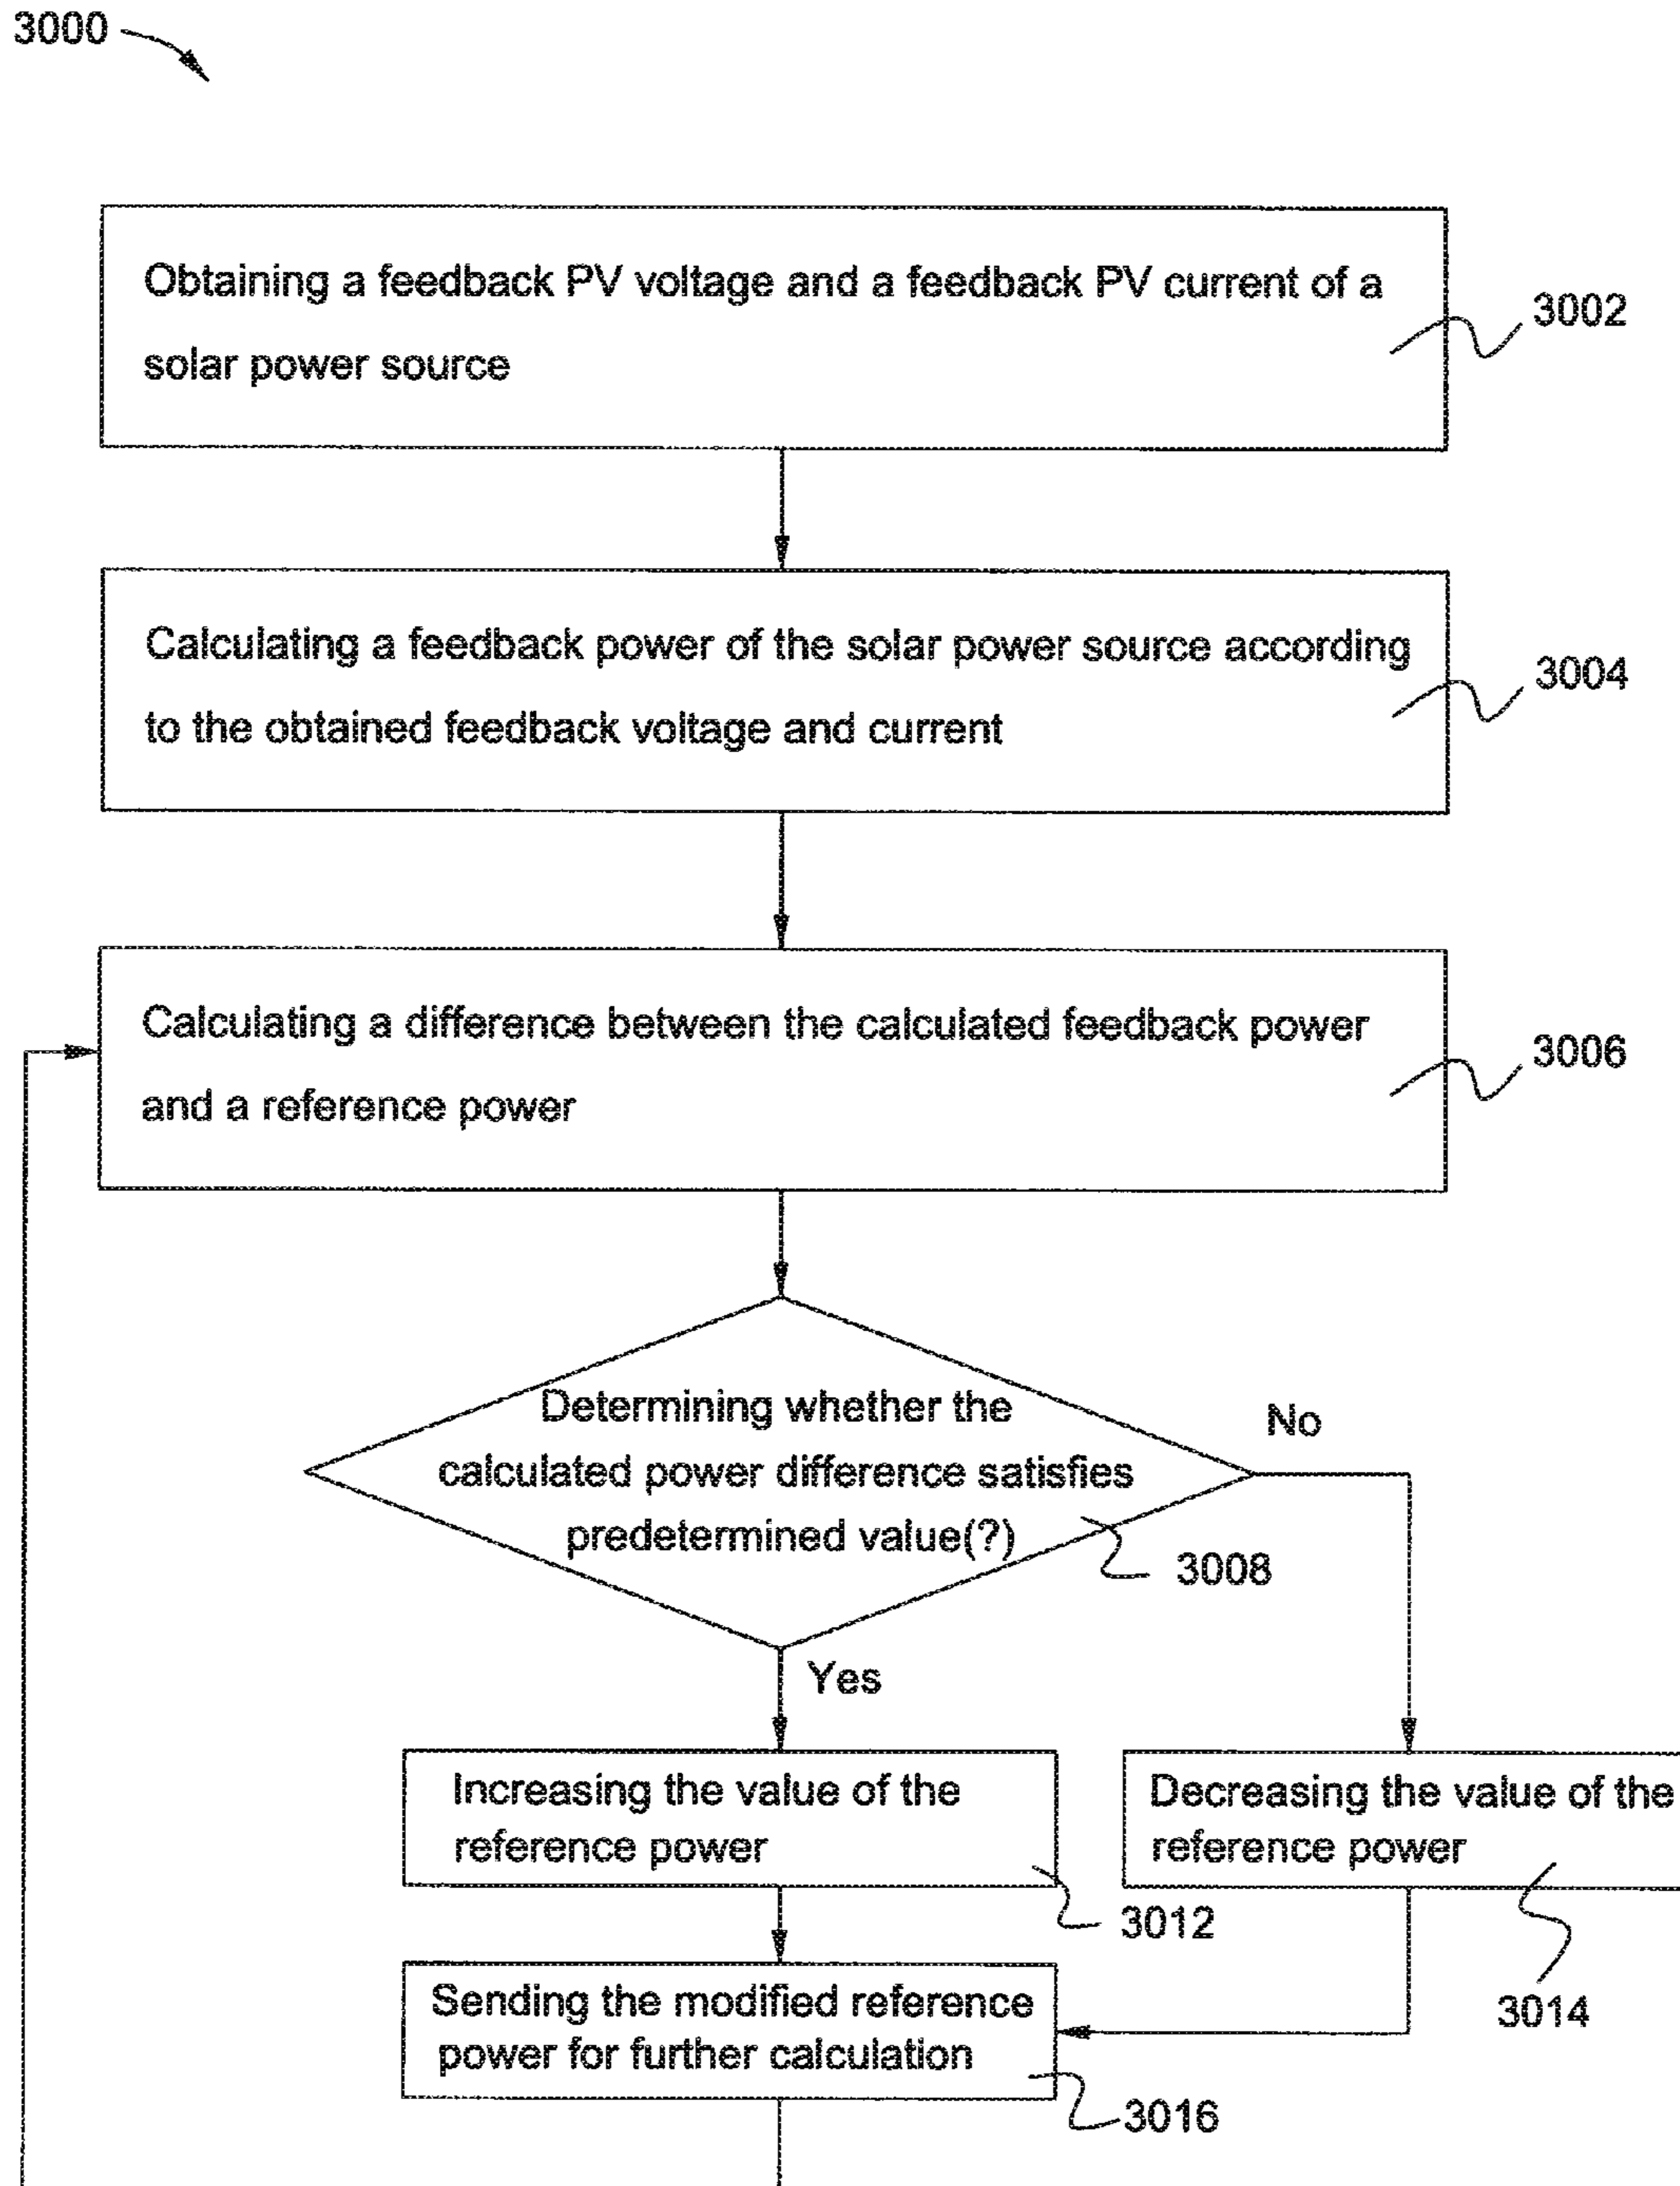 3000
Obtaining a feedback PV voltage and a feedback PV current of a
solar power source
3002
Calculating a feedback power of the solar power source according
to the obtained feedback voltage and current
3004
Calculating a difference between the calculated feedback power
and a reference power
3006
Determining whether the
calculated power difference satisfies
predetermined value(?)
3008
No
Yes
Increasing the value of the
reference power
3012
Decreasing the value of the
reference power
3014
Sending the modified reference
power for further calculation
3016